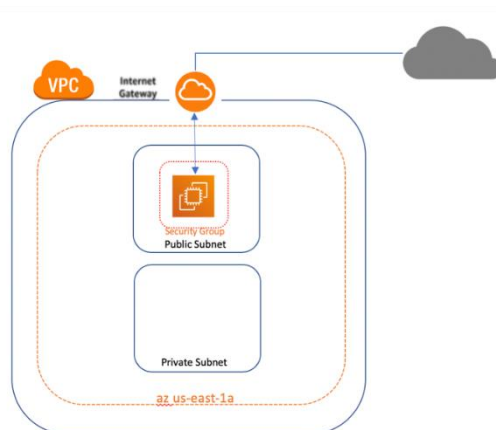 VPC
Internet
Gateway
Security Group
Public Subnet
Private Subnet
az us-east-1a